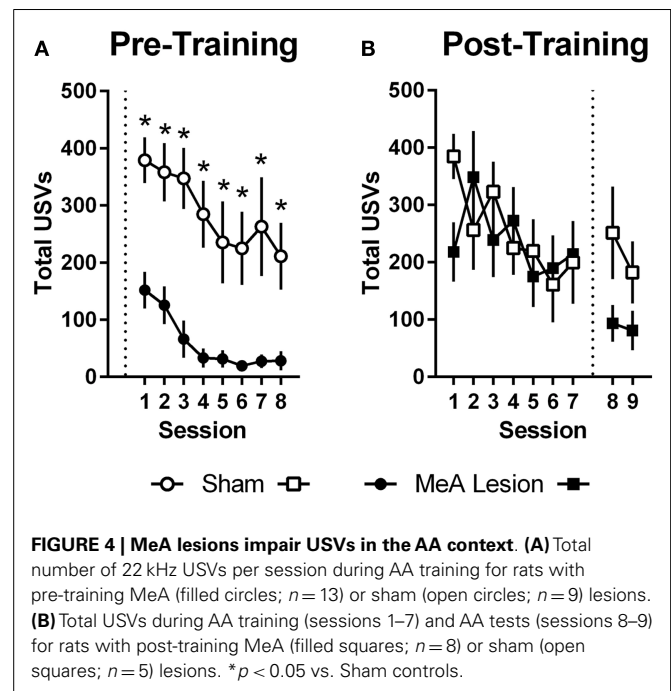 A Pre-Training
B Post-Training
500
400
300
200
100
0
Total USVs
* * * * * * * *
1 2 3 4 5 6 7 8
Session
500
400
300
200
100
0
Total USVs
1 2 3 4 5 6 7 8 9
Session
Sham MeA Lesion
FIGURE 4 | MeA lesions impair USVs in the AA context. (A) Total
number of 22 kHz USVs per session during AA training for rats with
pre-training MeA (filled circles; n = 13) or sham (open circles; n = 9) lesions.
(B) Total USVs during AA training (sessions 1–7) and AA tests (sessions 8–9)
for rats with post-training MeA (filled squares; n = 8) or sham (open
squares; n = 5) lesions. *p < 0.05 vs. Sham controls.